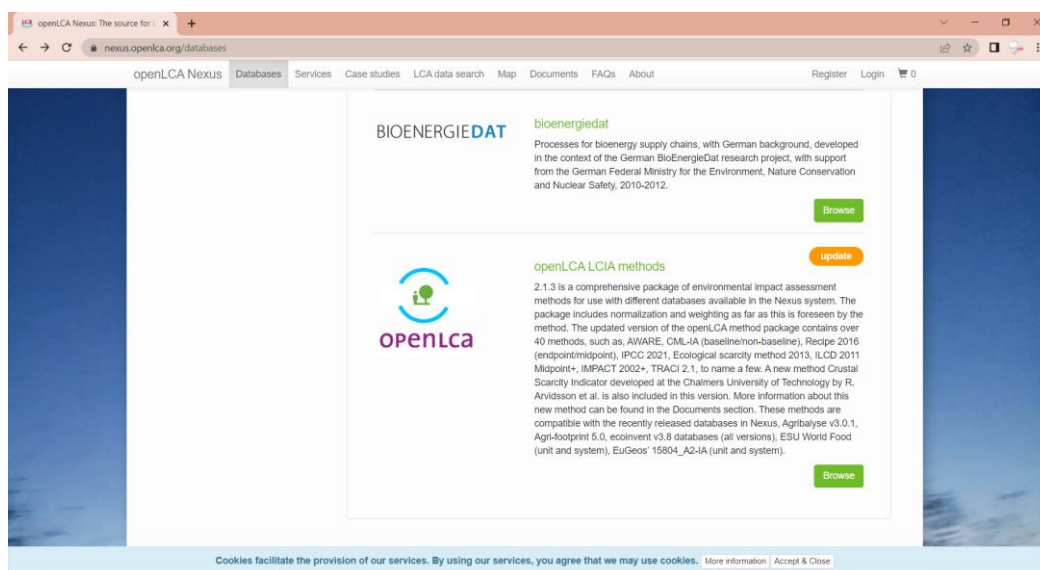 openLCA Nexus: The source for L
nexus.openlca.org/databases
openLCA Nexus Databases Services Case studies LCA data search Map Documents FAQs About Register Login 0
BIOENERGIEDAT
bioenergiedat
Processes for bioenergy supply chains, with German background, developed
in the context of the German BioEnergieDat research project, with support
from the German Federal Ministry for the Environment, Nature Conservation
and Nuclear Safety, 2010-2012.
Browse
update
openLCA
openLCA LCIA methods
2.1.3 is a comprehensive package of environmental impact assessment
methods for use with different databases available in the Nexus system. The
package includes normalization and weighting as far as this is foreseen by the
method. The updated version of the openLCA method package contains over
40 methods, such as, AWARE, CML-IA (baseline/non-baseline), Recipe 2016
(endpoint/midpoint), IPCC 2021, Ecological scarcity method 2013, ILCD 2011
Midpoint+, IMPACT 2002+, TRACI 2.1, to name a few. A new method Crustal
Scarcity Indicator developed at the Chalmers University of Technology by R.
Arvidsson et al. is also included in this version. More information about this
new method can be found in the Documents section. These methods are
compatible with the recently released databases in Nexus, Agribalyse v3.0.1,
Agri-footprint 5.0, ecoinvent v3.8 databases (all versions), ESU World Food
(unit and system), EuGeos' 15804_A2-IA (unit and system).
Browse
Cookies facilitate the provision of our services. By using our services, you agree that we may use cookies. More information Accept & Close